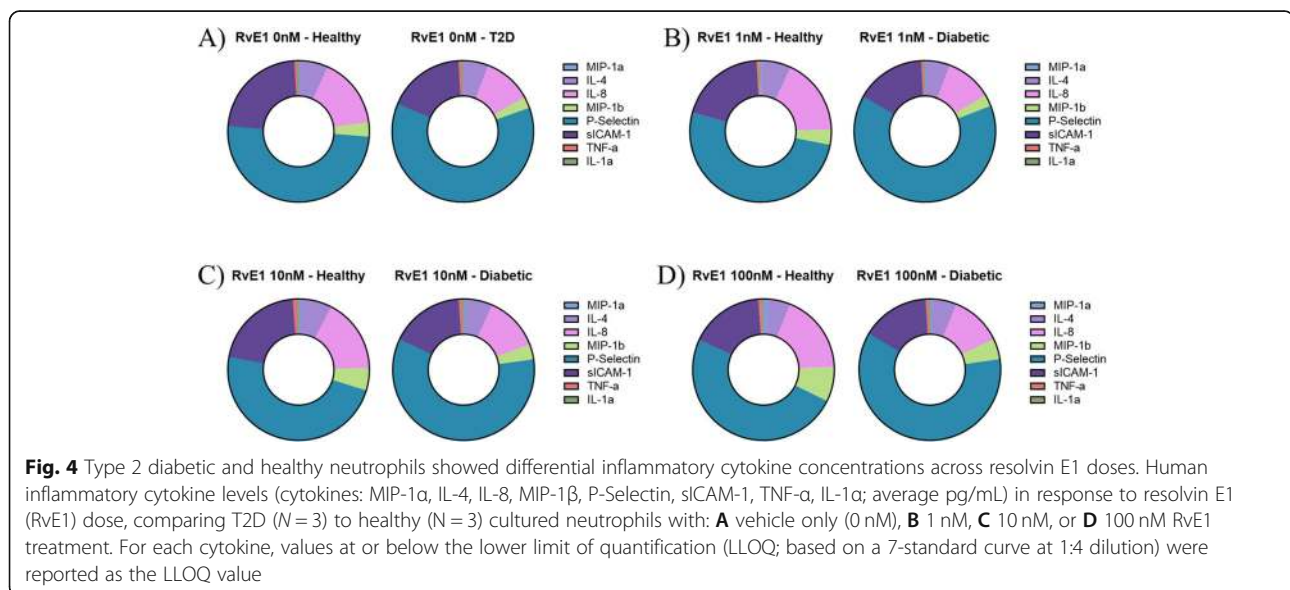 A) RvE1 0nM - Healthy RvE1 0nM - T2D
MIP-1a
IL-4
IL-8
MIP-1b
P-Selectin
sICAM-1
TNF-a
IL-1a
B) RvE1 1nM - Healthy RvE1 1nM - Diabetic
MIP-1a
IL-4
IL-8
MIP-1b
P-Selectin
sICAM-1
TNF-a
IL-1a
C) RvE1 10nM - Healthy RvE1 10nM - Diabetic
MIP-1a
IL-4
IL-8
MIP-1b
P-Selectin
sICAM-1
TNF-a
IL-1a
D) RvE1 100nM - Healthy RvE1 100nM - Diabetic
MIP-1a
IL-4
IL-8
MIP-1b
P-Selectin
sICAM-1
TNF-a
IL-1a
Fig. 4 Type 2 diabetic and healthy neutrophils showed differential inflammatory cytokine concentrations across resolvin E1 doses. Human
inflammatory cytokine levels (cytokines: MIP-1α, IL-4, IL-8, MIP-1β, P-Selectin, sICAM-1, TNF-α, IL-1α; average pg/mL) in response to resolvin E1
(RvE1) dose, comparing T2D (N = 3) to healthy (N = 3) cultured neutrophils with: A vehicle only (0 nM), B 1 nM, C 10 nM, or D 100 nM RvE1
treatment. For each cytokine, values at or below the lower limit of quantification (LLOQ; based on a 7-standard curve at 1:4 dilution) were
reported as the LLOQ value